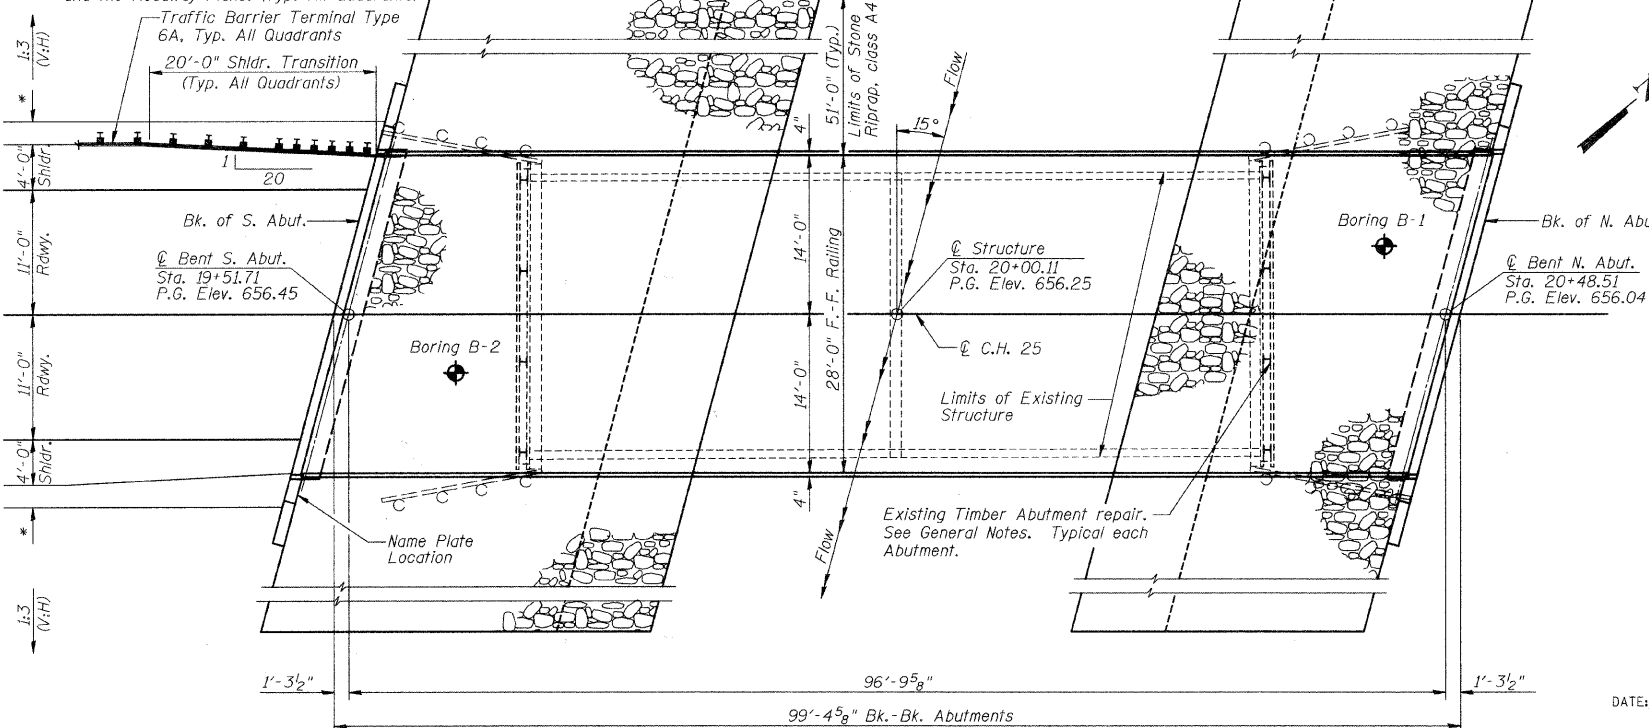 Traffic Barrier Terminal Type
6A, Typ. All Quadrants
20'-0" Shldr. Transition
(Typ. All Quadrants)
1:3
(V:H)
*
4'-0"
Shldr.
11'-0"
Rdwy.
11'-0"
Rdwy.
4'-0"
Shldr.
*
1:3
(V:H)
1
20
Bk. of S. Abut.
℄ Bent S. Abut.
Sta. 19+51.71
P.G. Elev. 656.45
Boring B-2
Name Plate
Location
51'-0" (Typ.)
Limits of Stone
Riprap, class A4
4"
14'-0"
14'-0"
28'-0" F.-F. Railing
4"
Flow
15°
℄ Structure
Sta. 20+00.11
P.G. Elev. 656.25
℄ C.H. 25
Limits of Existing
Structure
Flow
Existing Timber Abutment repair.
See General Notes. Typical each
Abutment.
Boring B-1
Bk. of N. Abu
℄ Bent N. Abut.
Sta. 20+48.51
P.G. Elev. 656.04
1'-3½"
96'-9⅝"
1'-3½"
99'-4⅝" Bk.-Bk. Abutments
DATE: